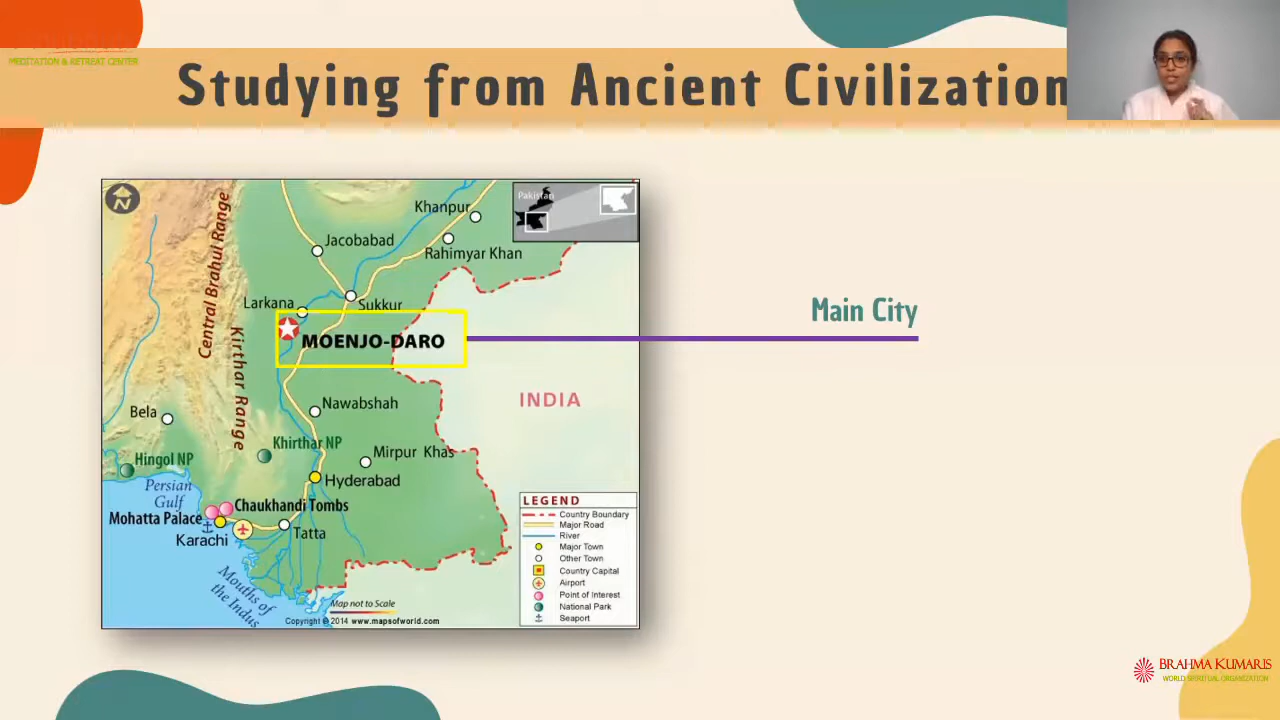 MEDITATION & RETREAT CENTER
Studying from Ancient Civilization
N
Pakistan
Khanpur
Jacobabad
Rahimyar Khan
Central Brahui Range
Larkana
Sukkur
MOENJO-DARO
Main City
Kirthar Range
INDIA
Nawabshah
Bela
Khirthar NP
Mirpur Khas
Hingol NP
Hyderabad
Persian
Gulf
Chaukhandi Tombs
Mohatta Palace
Karachi
Tatta
Mouths of
the Indus
LEGEND
Country Boundary
Major Road
River
Major Town
Other Town
Country Capital
Airport
Point of Interest
National Park
Seaport
Map not to Scale
Copyright © 2014 www.mapsofworld.com
BRAHMA KUMARIS
WORLD SPIRITUAL ORGANIZATION